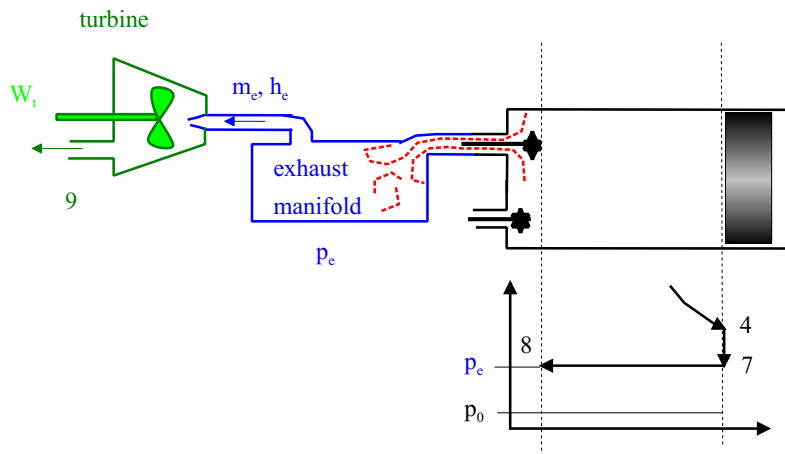 turbine
W_t
m_e, h_e
exhaust
manifold
9
p_e
8
4
p_e
7
p_0